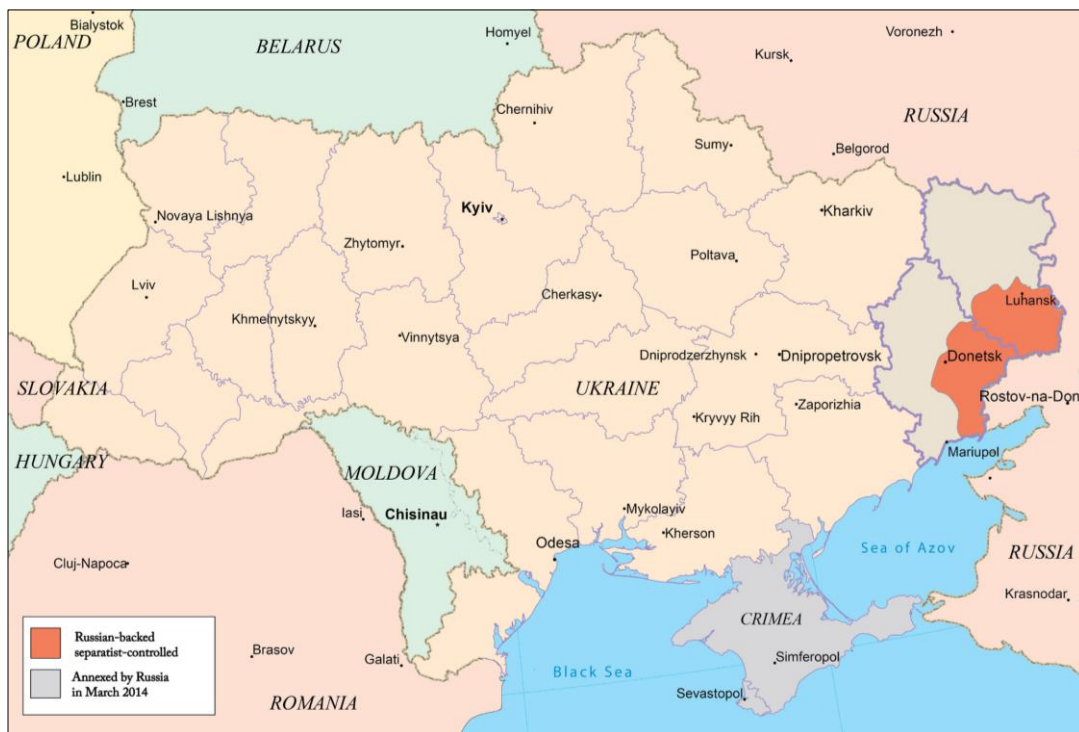 Bialystok
POLAND
BELARUS
Homyel
Voronezh
Kursk
Brest
Chernihiv
RUSSIA
Sumy
Belgorod
Lublin
Novaya Lishnya
Kyiv
Kharkiv
Zhytomyr
Poltava
Lviv
Cherkasy
Luhansk
Khmelnytskyy
Vinnytsya
Dniprodzerzhynsk
Dnipropetrovsk
Donetsk
SLOVAKIA
UKRAINE
Rostov-na-Don
Zaporizhia
Kryvyy Rih
HUNGARY
MOLDOVA
Mariupol
Iasi
Chisinau
Mykolayiv
Kherson
Odesa
Sea of Azov
RUSSIA
Cluj-Napoca
Krasnodar
CRIMEA
Russian-backed
separatist-controlled
Annexed by Russia
in March 2014
Brasov
Galati
Simferopol
Black Sea
Sevastopol
ROMANIA